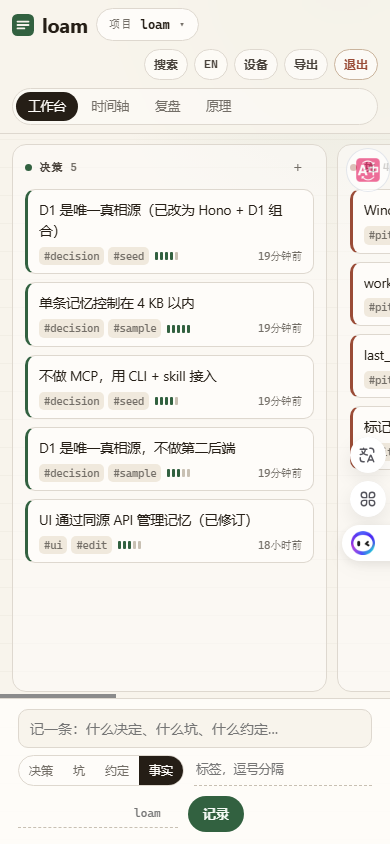 loam 项目 loam
搜索 EN 设备 导出 退出
工作台 时间轴 复盘 原理
决策 5 +
D1 是唯一真相源（已改为 Hono + D1 组
合）
#decision #seed 19分钟前
单条记忆控制在 4 KB 以内
#decision #sample 19分钟前
不做 MCP，用 CLI + skill 接入
#decision #seed 19分钟前
D1 是唯一真相源，不做第二后端
#decision #sample 19分钟前
UI 通过同源 API 管理记忆（已修订）
#ui #edit 18小时前
Wind
#pit
work
#pit
last_
#pit
标记
记一条：什么决定、什么坑、什么约定…
决策 坑 约定 事实 标签，逗号分隔
loam 记录